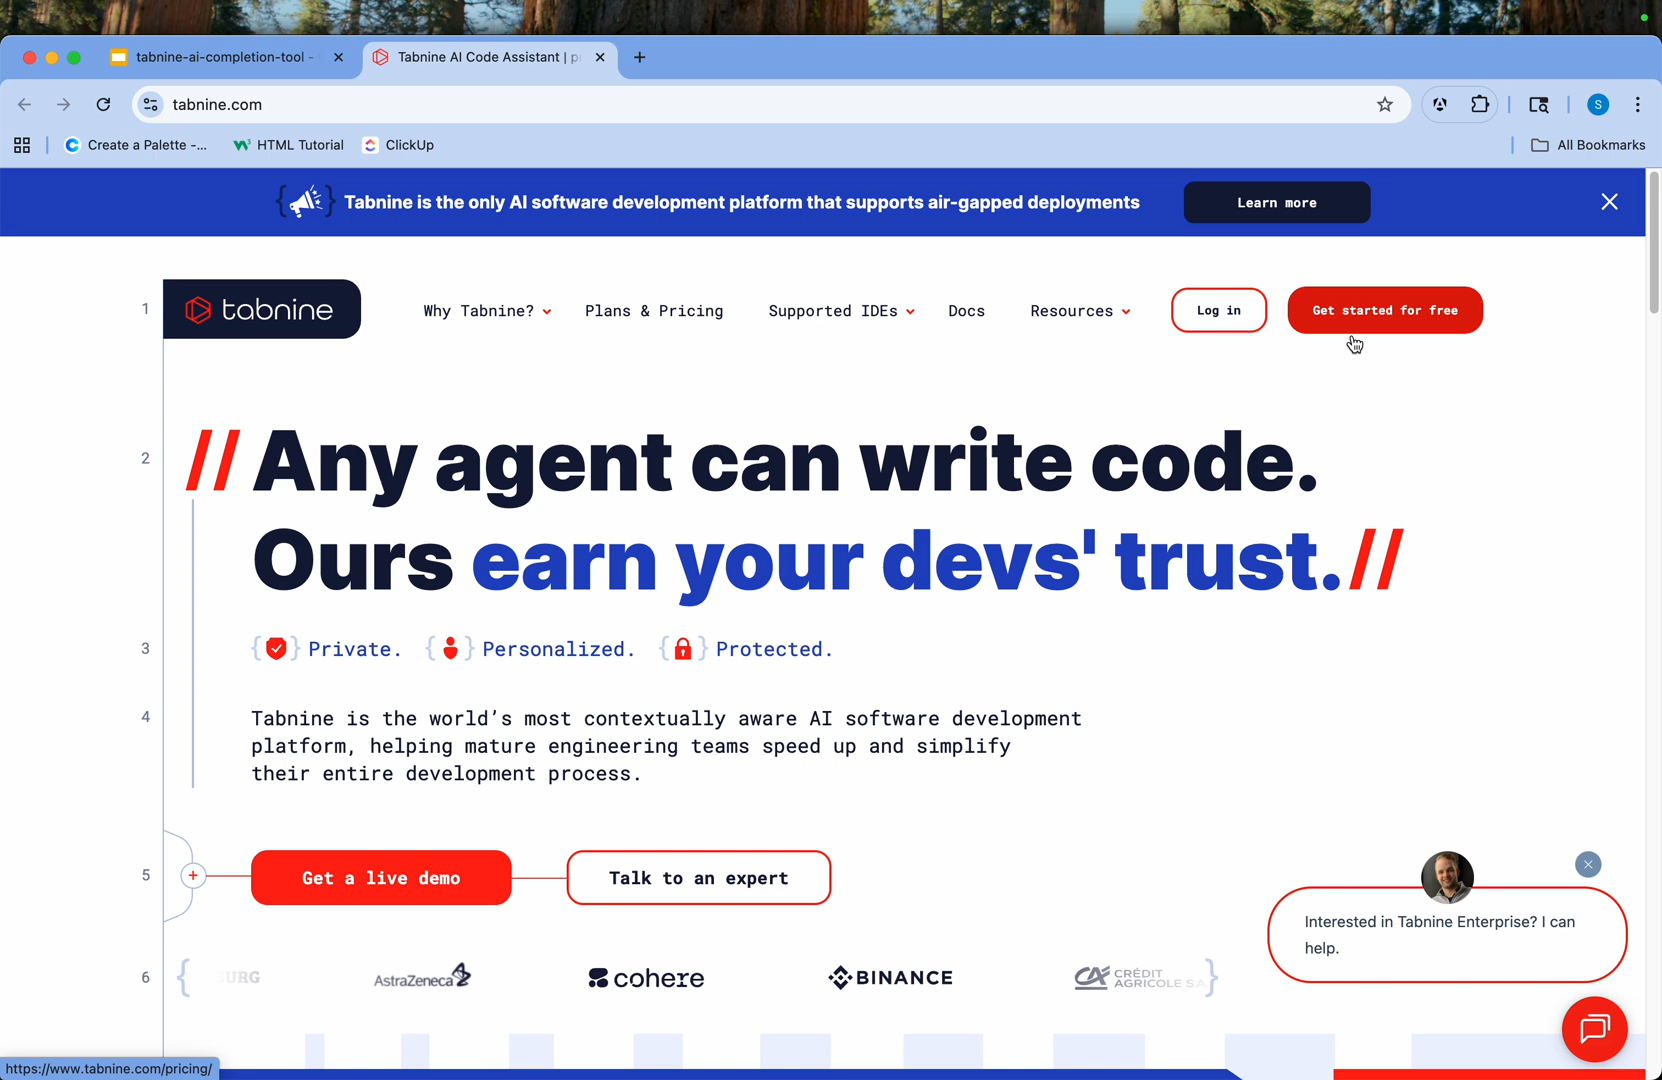 tabnine-ai-completion-tool -
Tabnine AI Code Assistant | p
tabnine.com
S
Create a Palette -...
HTML Tutorial
ClickUp
All Bookmarks
Tabnine is the only AI software development platform that supports air-gapped deployments
Learn more
1
tabnine
Why Tabnine?
Plans & Pricing
Supported IDEs
Docs
Resources
Log in
Get started for free
2
// Any agent can write code.
Ours earn your devs' trust. //
3
{ } Private. { } Personalized. { } Protected.
4
Tabnine is the world’s most contextually aware AI software development
platform, helping mature engineering teams speed up and simplify
their entire development process.
5
+
Get a live demo
Talk to an expert
Interested in Tabnine Enterprise? I can
help.
6
{ URG
AstraZeneca
cohere
BINANCE
CRÉDIT
AGRICOLE S.A }
https://www.tabnine.com/pricing/